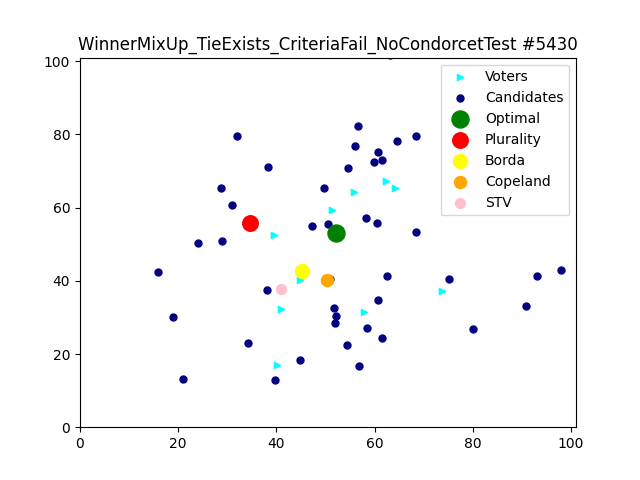 WinnerMixUp_TieExists_CriteriaFail_NoCondorcetTest #5430
100
80
60
40
20
0
0 20 40 60 80 100
Voters
Candidates
Optimal
Plurality
Borda
Copeland
STV